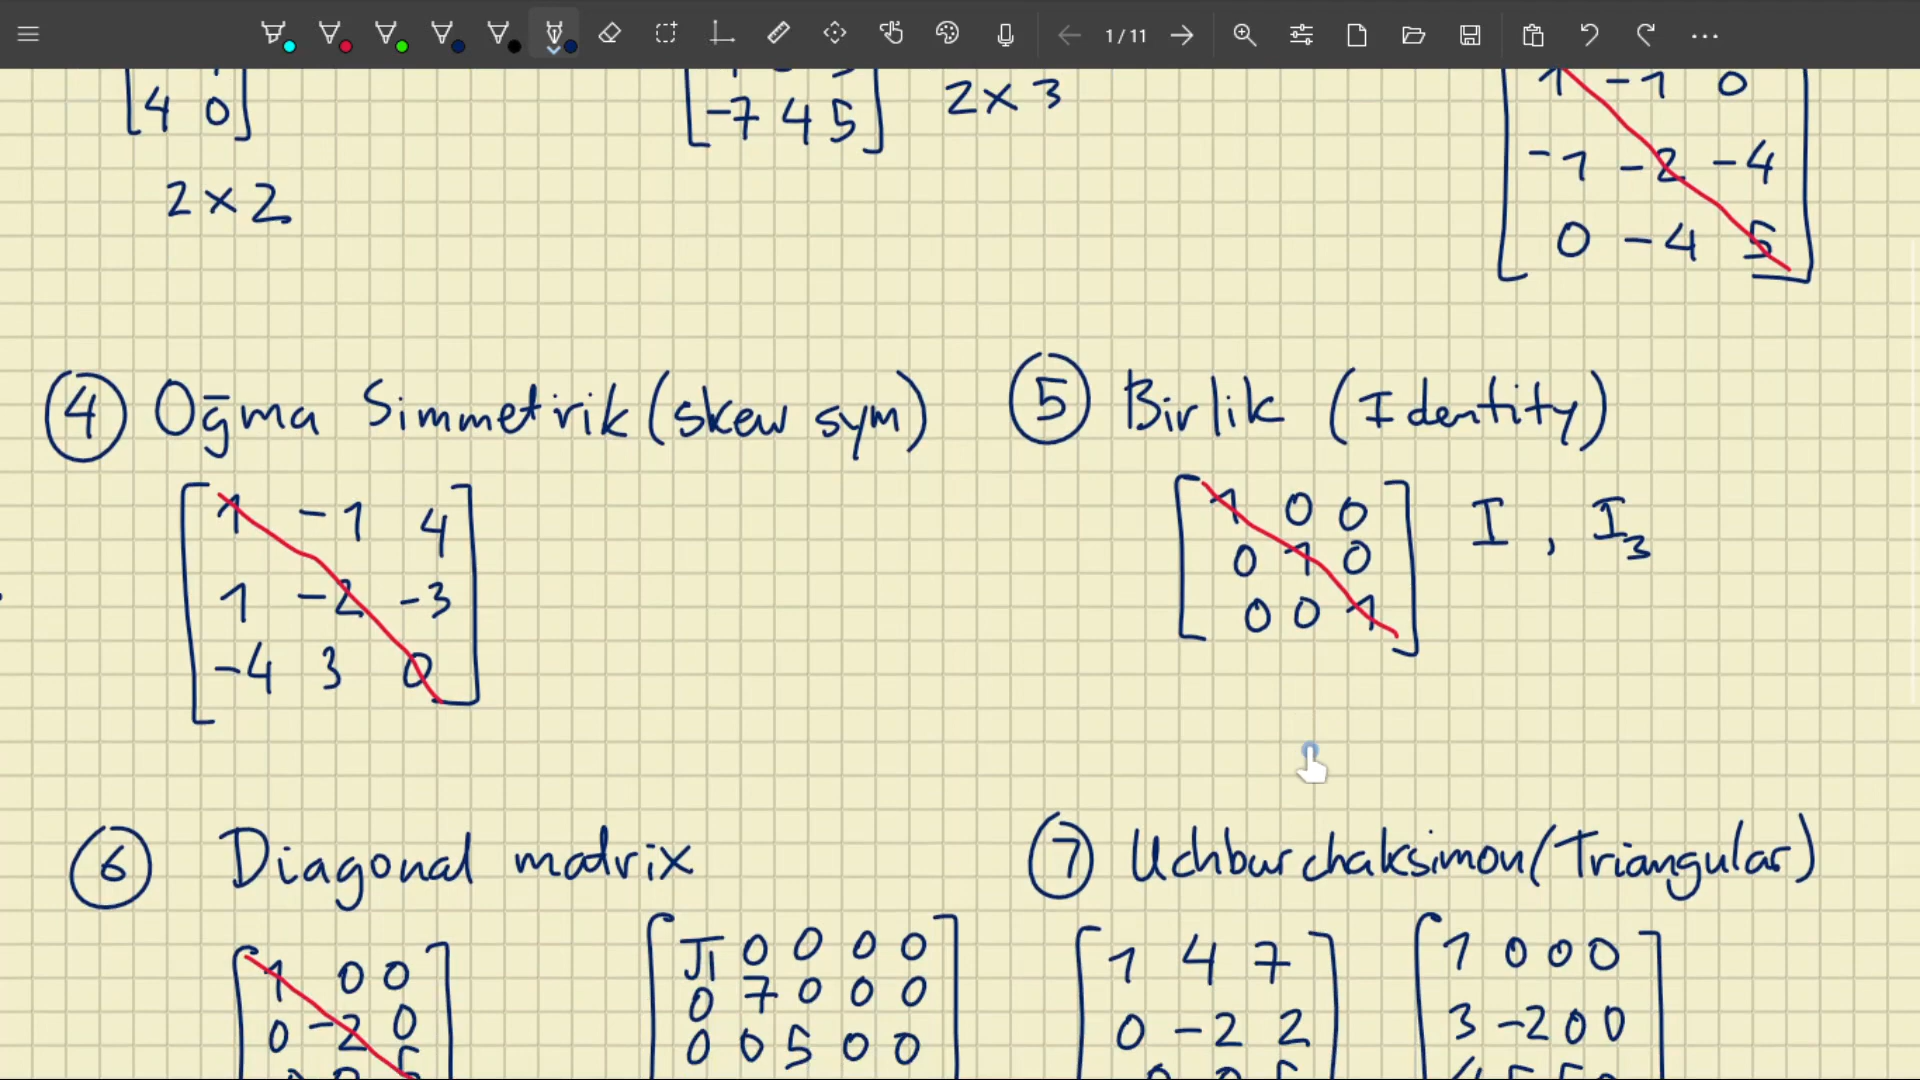 1 / 11
[4 0]
2 × 2
-7 4 5] 2 × 3
1 -1 0
-1 -2 -4
0 -4 5
④ Oḡma Simmetrik (skew sym)
1 -1 4
1 -2 -3
-4 3 0
⑤ Birlik (Identity)
1 0 0
0 1 0
0 0 1
I , I₃
⑥ Diagonal matrix
1 0 0
0 -2 0
π 0 0 0 0
0 7 0 0 0
0 0 5 0 0
⑦ Uchburchaksimon (Triangular)
1 4 7
0 -2 2
1 0 0 0
3 -2 0 0